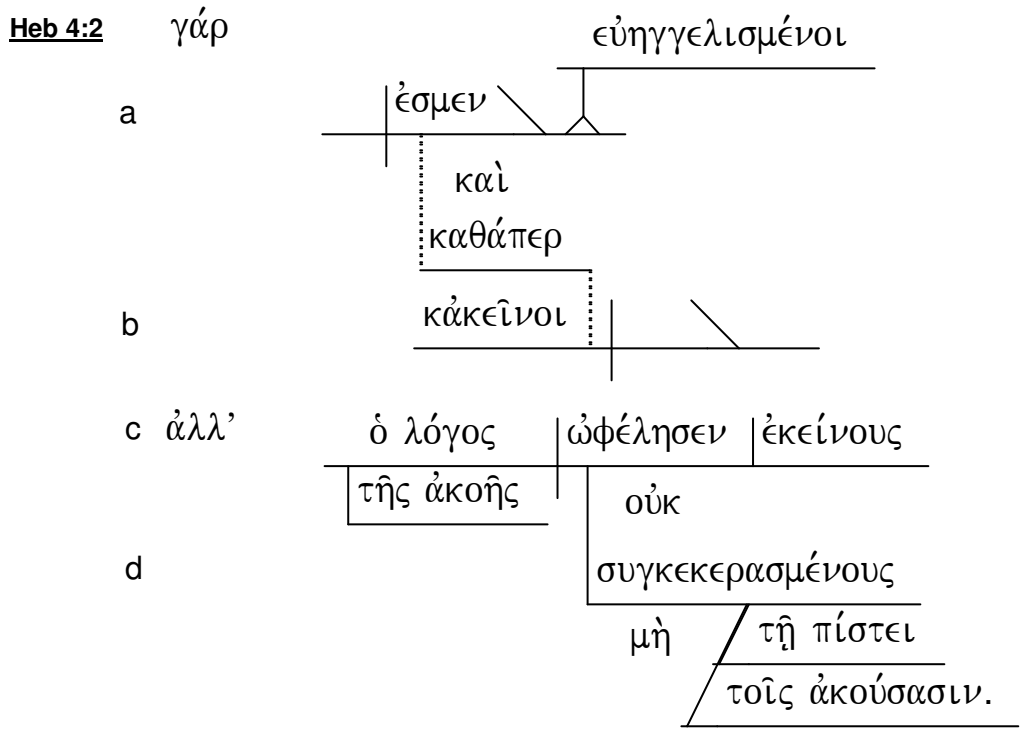 Heb 4:2 γάρ εὐηγγελισμένοι
a ἐσμεν
καὶ
καθάπερ
b κἀκεῖνοι
c ἀλλ’ ὁ λόγος ὠφέλησεν ἐκείνους
τῆς ἀκοῆς οὐκ
d συγκεκερασμένους
μὴ τῇ πίστει
τοῖς ἀκούσασιν.